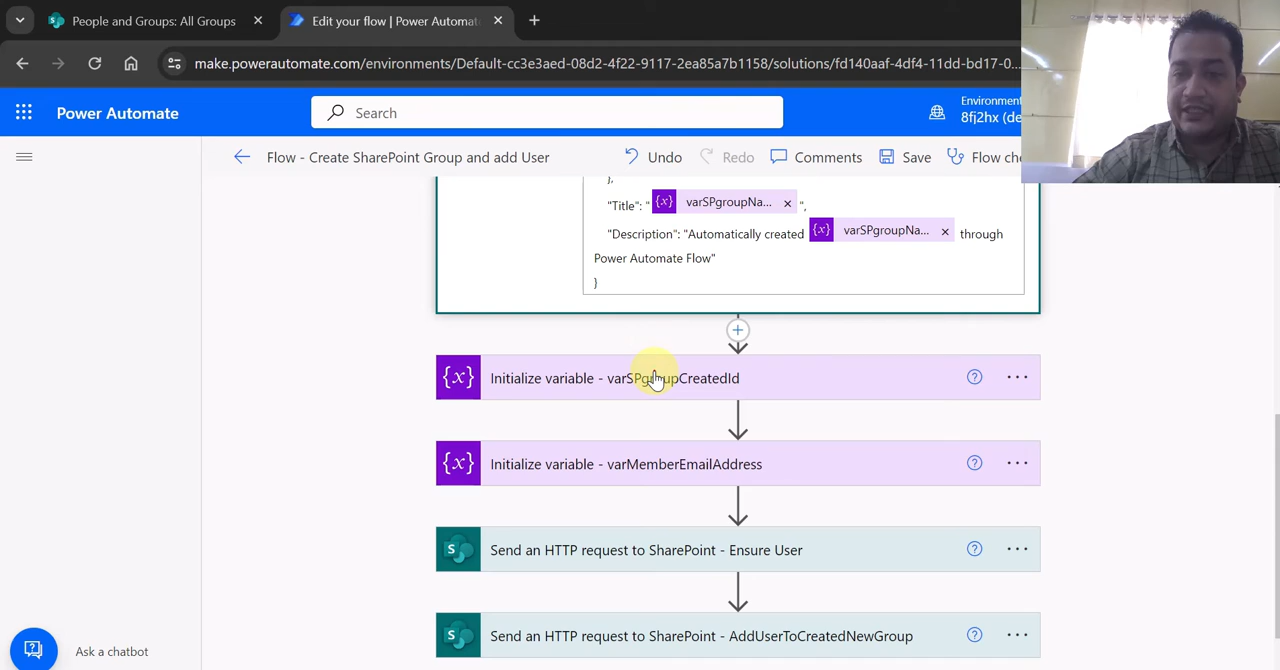 People and Groups: All Groups
Edit your flow | Power Automate
make.powerautomate.com/environments/Default-cc3e3aed-08d2-4f22-9117-2ea85a7b1158/solutions/fd140aaf-4df4-11dd-bd17-0...
Power Automate
Search
Environment
8fj2hx (de
Flow - Create SharePoint Group and add User
Undo
Redo
Comments
Save
Flow che
},
"Title": " {x} varSPgroupNa... × ",
"Description": "Automatically created {x} varSPgroupNa... × through
Power Automate Flow"
}
{x} Initialize variable - varSPgroupCreatedId
{x} Initialize variable - varMemberEmailAddress
S Send an HTTP request to SharePoint - Ensure User
S Send an HTTP request to SharePoint - AddUserToCreatedNewGroup
Ask a chatbot